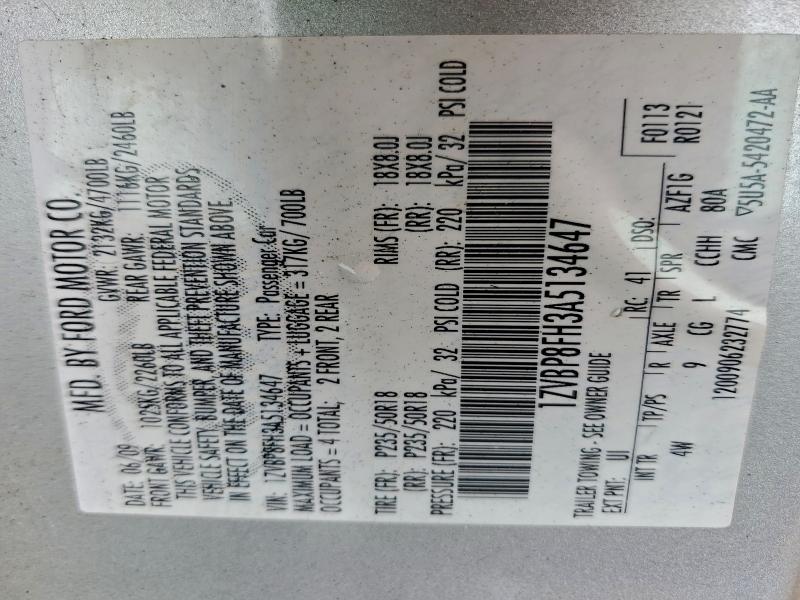 MFD. BY FORD MOTOR CO.
DATE: 06/09 GVWR: 2132KG/4700LB
FRONT GAWR: 1025KG/2260LB REAR GAWR: 1116KG/2460LB
THIS VEHICLE CONFORMS TO ALL APPLICABLE FEDERAL MOTOR
VEHICLE SAFETY, BUMPER, AND THEFT PREVENTION STANDARDS
IN EFFECT ON THE DATE OF MANUFACTURE SHOWN ABOVE
VIN: 1ZVBP8FH3A5134647 TYPE: Passenger Car
MAXIMUM LOAD = OCCUPANTS + LUGGAGE = 317KG/ 700LB
OCCUPANTS = 4 TOTAL; 2 FRONT, 2 REAR
TIRE (FR): P235/50R18 RIMS (FR): 18X8.0J
(RR): P235/50R18 (RR): 18X8.0J
PRESSURE (FR): 220 kPa/ 32 PSI COLD (RR): 220 kPa/ 32 PSI COLD
1ZVBP8FH3A5134647
TRAILER TOWING - SEE OWNER GUIDE
EXT PNT: UI RC: 41 DSO: F0113
R0121
INT TR TP/PS R AXLE TR SPR AZF1G
4W 9 CG L CCHH 80A
1200906232774 CMC ▽5U5A-5420472-AA